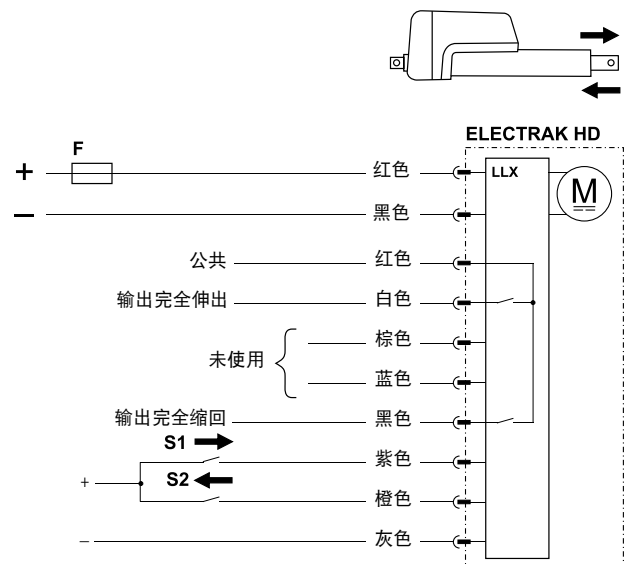 ELECTRAK HD
F
+ 红色 LLX M
− 黑色
公共 红色
输出完全伸出 白色
棕色
未使用
蓝色
输出完全缩回 黑色
S1
紫色
S2
+
橙色
− 灰色